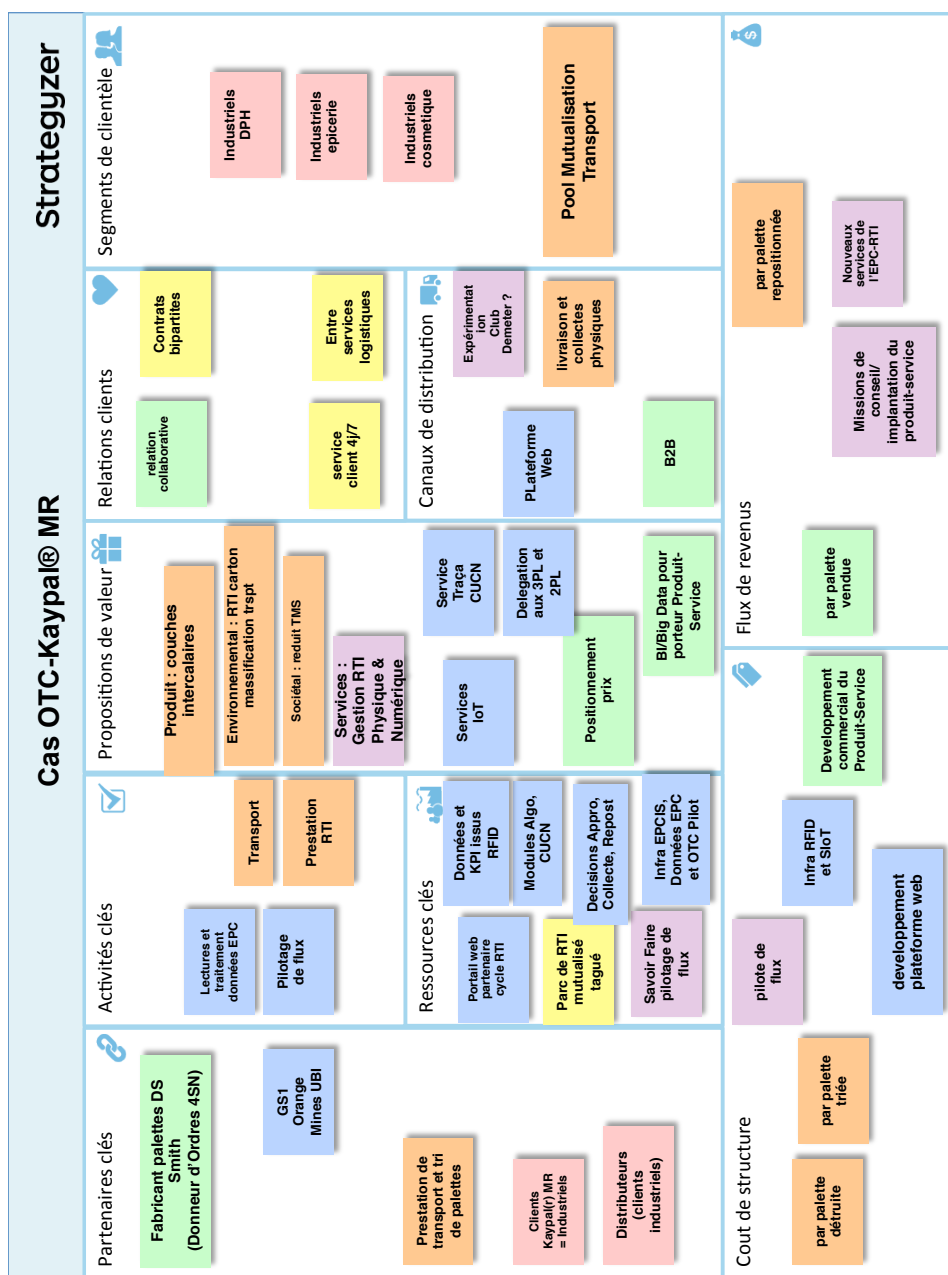 Cas OTC-Kaypal® MR
Strategyzer
Partenaires clés
Fabricant palettes DS
Smith
(Donneur d'Ordres 4SN)
GS1
Orange
Mines UBI
Prestation de
transport et tri
de palettes
Clients
Kaypal(r) MR
= Industriels
Distributeurs
(clients
industriels)
Activités clés
Lectures et
traitement
données EPC
Pilotage
de flux
Transport
Prestation
RTI
Ressources clés
Portail web
partenaire
cycle RTI
Parc de RTI
mutualisé
tagué
Savoir Faire
pilotage de
flux
Données et
KPI issus
RFID
Modules Algo,
CUCN
Decisions Appro,
Collecte, Repost
Infra EPCIS,
Données EPC
et OTC Pilot
Propositions de valeur
Produit : couches
intercalaires
Environnemental : RTI carton
massification trspt
Sociétal : reduit TMS
Services :
Gestion RTI
Physique &
Numérique
Services
IoT
Service
Traça
CUCN
Delegation
aux 3PL et
2PL
Positionnement
prix
BI/Big Data pour
porteur Produit-
Service
Relations clients
relation
collaborative
Contrats
bipartites
service
client 4j/7
Entre
services
logistiques
Canaux de distribution
PLateforme
Web
Expérimentat
ion Club
Demeter ?
livraison et
collectes
physiques
B2B
Segments de clientèle
Industriels
DPH
Industriels
epicerie
Industriels
cosmetique
Pool Mutualisation
Transport
Cout de structure
par palette
détruite
par palette
triée
pilote de
flux
développement
plateforme web
Infra RFID
et SIoT
Developpement
commercial du
Produit-Service
Flux de revenus
par palette
vendue
Missions de
conseil/
implantation du
produit-service
par palette
repositionnée
Nouveaux
services de
l'EPC-RTI